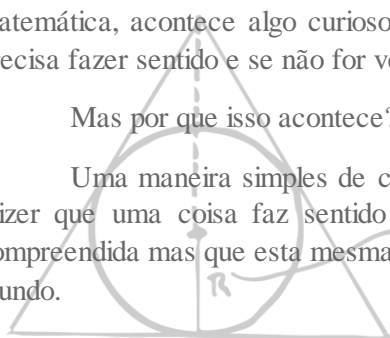 atemática, acontece algo curioso
ecisa fazer sentido e se não for v
Mas por que isso acontece?
Uma maneira simples de c
izer que uma coisa faz sentido
ompreendida mas que esta mesma
undo.
R